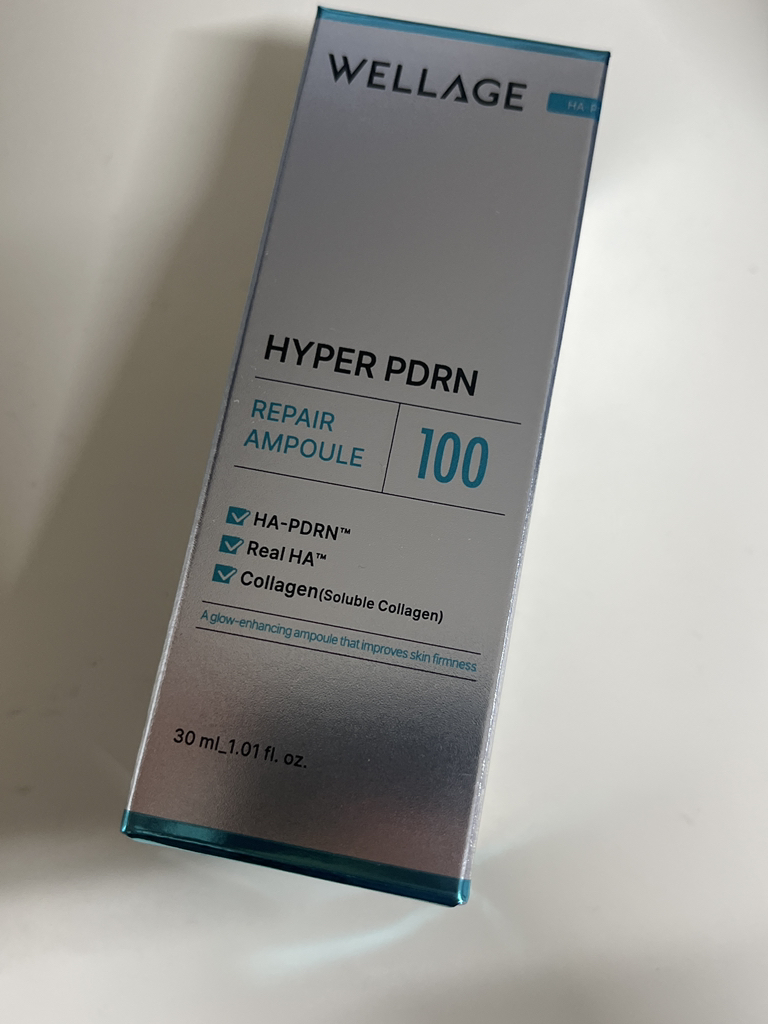 WELLAGE
HA
HYPER PDRN
REPAIR
AMPOULE
100
HA-PDRN™
Real HA™
Collagen(Soluble Collagen)
A glow-enhancing ampoule that improves skin firmness
30 ml_1.01 fl. oz.